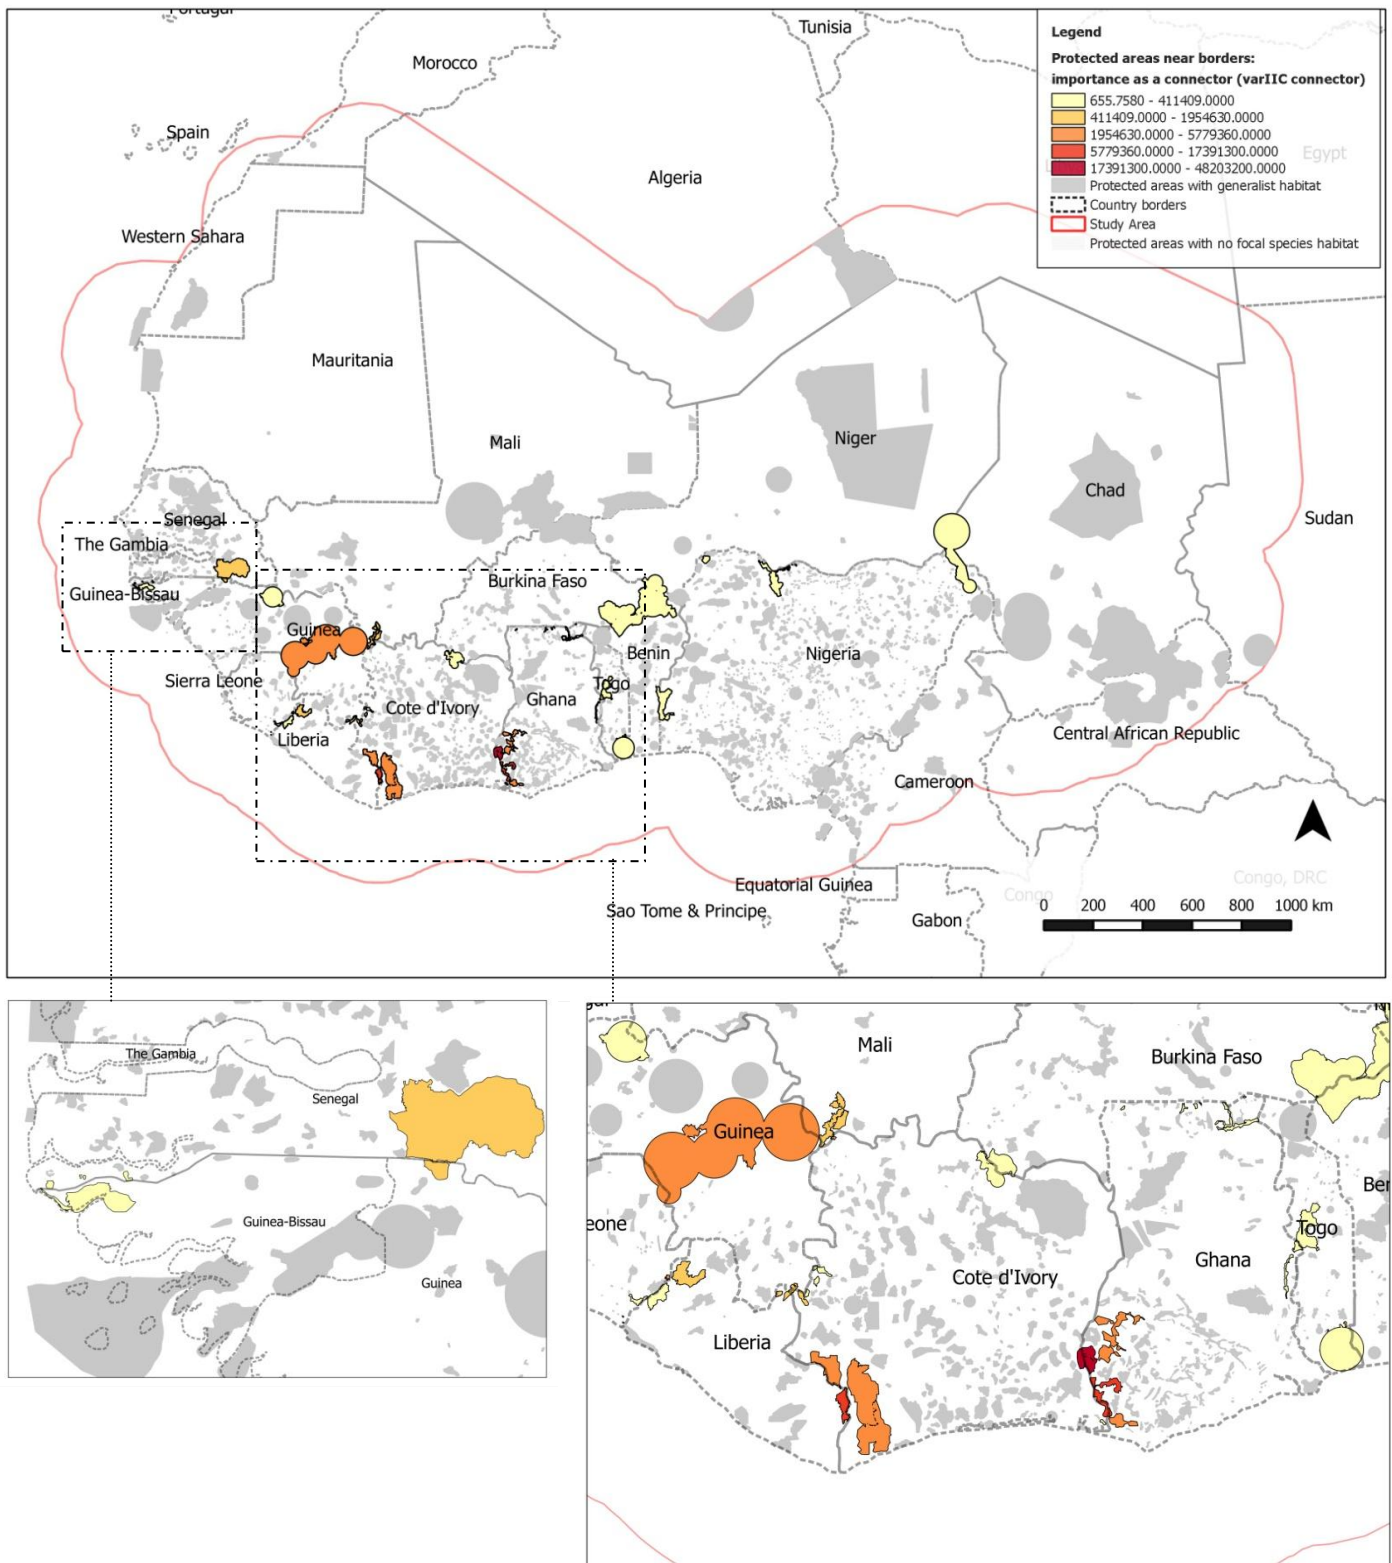 Portugal
Tunisia
Morocco
Legend
Protected areas near borders:
importance as a connector (varIIC connector)
655.7580 - 411409.0000
411409.0000 - 1954630.0000
1954630.0000 - 5779360.0000
5779360.0000 - 17391300.0000
17391300.0000 - 48203200.0000
Protected areas with generalist habitat
Country borders
Study Area
Protected areas with no focal species habitat
Egypt
Spain
Algeria
Western Sahara
Mauritania
Mali
Niger
Chad
Sudan
Senegal
The Gambia
Guinea-Bissau
Burkina Faso
Guinea
Benin
Nigeria
Sierra Leone
Togo
Ghana
Cote d'Ivory
Liberia
Central African Republic
Cameroon
Equatorial Guinea
Congo, DRC
Congo
Sao Tome & Principe
Gabon
0 200 400 600 800 1000 km
The Gambia
Senegal
Guinea-Bissau
Guinea
Mali
Burkina Faso
Guinea
Ben
eone
Togo
Ghana
Cote d'Ivory
Liberia